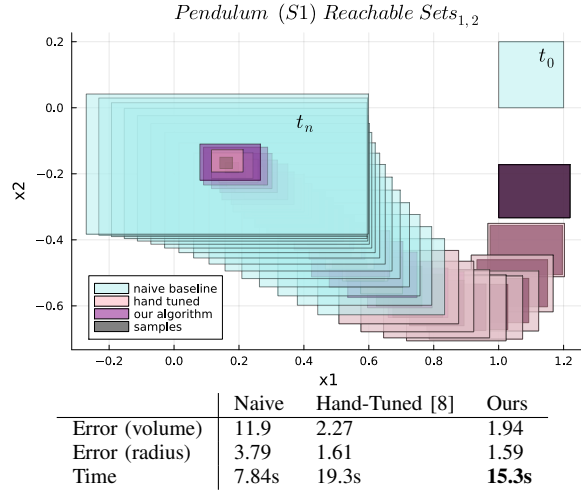 Pendulum (S1) Reachable Sets1,2
0.2
0.0
−0.2
−0.4
−0.6
x2
t0
tn
naive baseline
hand tuned
our algorithm
samples
−0.2 0.0 0.2 0.4 0.6 0.8 1.0 1.2
x1
Naive Hand-Tuned [8] Ours
Error (volume) 11.9 2.27 1.94
Error (radius) 3.79 1.61 1.59
Time 7.84s 19.3s 15.3s